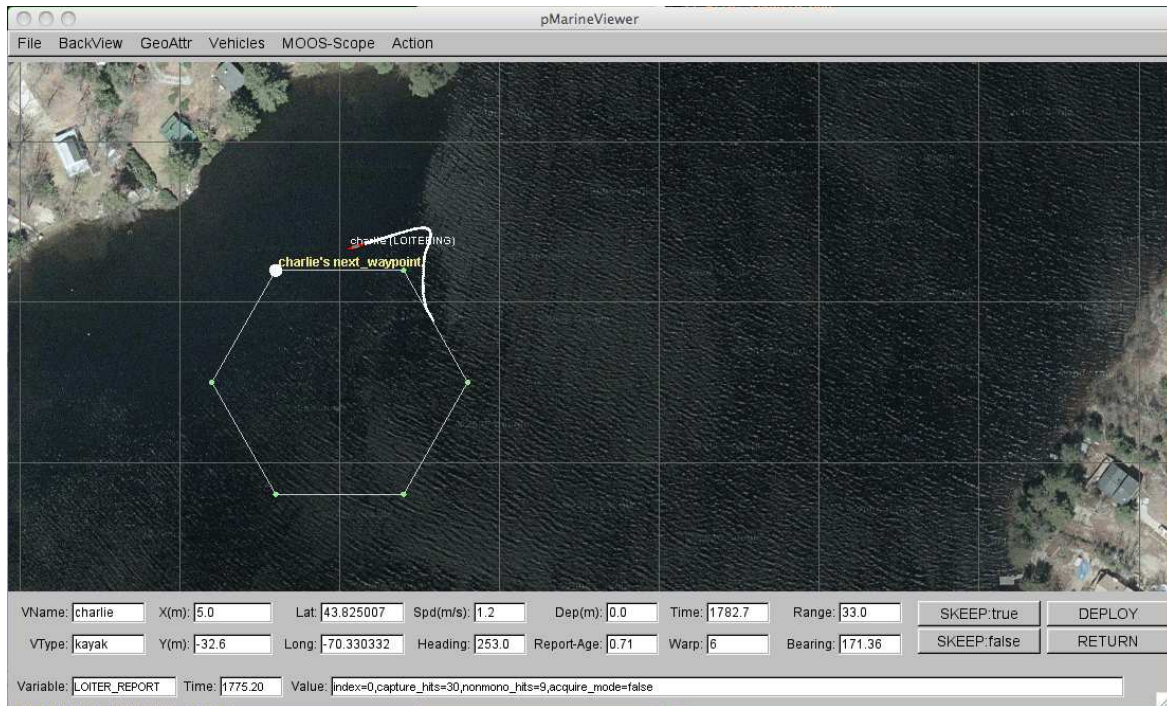 pMarineViewer
File BackView GeoAttr Vehicles MOOS-Scope Action
charlie (LOITERING)
charlie's next_waypoint
VName: charlie X(m): 5.0 Lat: 43.825007 Spd(m/s): 1.2 Dep(m): 0.0 Time: 1782.7 Range: 33.0 SKEEP:true DEPLOY
VType: kayak Y(m): -32.6 Long: -70.330332 Heading: 253.0 Report-Age: 0.71 Warp: 6 Bearing: 171.36 SKEEP:false RETURN
Variable: LOITER_REPORT Time: 1775.20 Value: index=0,capture_hits=30,nonmono_hits=9,acquire_mode=false